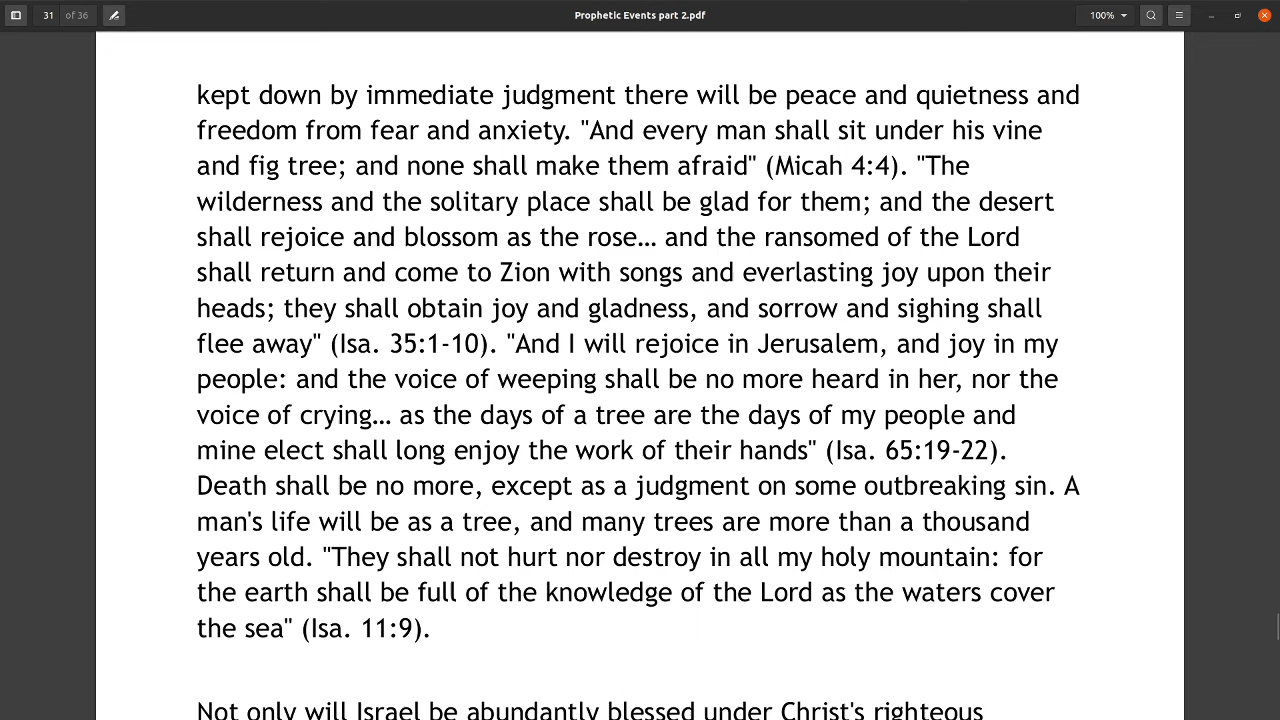 31 of 36
Prophetic Events part 2.pdf
100%
kept down by immediate judgment there will be peace and quietness and
freedom from fear and anxiety. "And every man shall sit under his vine
and fig tree; and none shall make them afraid" (Micah 4:4). "The
wilderness and the solitary place shall be glad for them; and the desert
shall rejoice and blossom as the rose… and the ransomed of the Lord
shall return and come to Zion with songs and everlasting joy upon their
heads; they shall obtain joy and gladness, and sorrow and sighing shall
flee away" (Isa. 35:1-10). "And I will rejoice in Jerusalem, and joy in my
people: and the voice of weeping shall be no more heard in her, nor the
voice of crying… as the days of a tree are the days of my people and
mine elect shall long enjoy the work of their hands" (Isa. 65:19-22).
Death shall be no more, except as a judgment on some outbreaking sin. A
man's life will be as a tree, and many trees are more than a thousand
years old. "They shall not hurt nor destroy in all my holy mountain: for
the earth shall be full of the knowledge of the Lord as the waters cover
the sea" (Isa. 11:9).
Not only will Israel be abundantly blessed under Christ's righteous